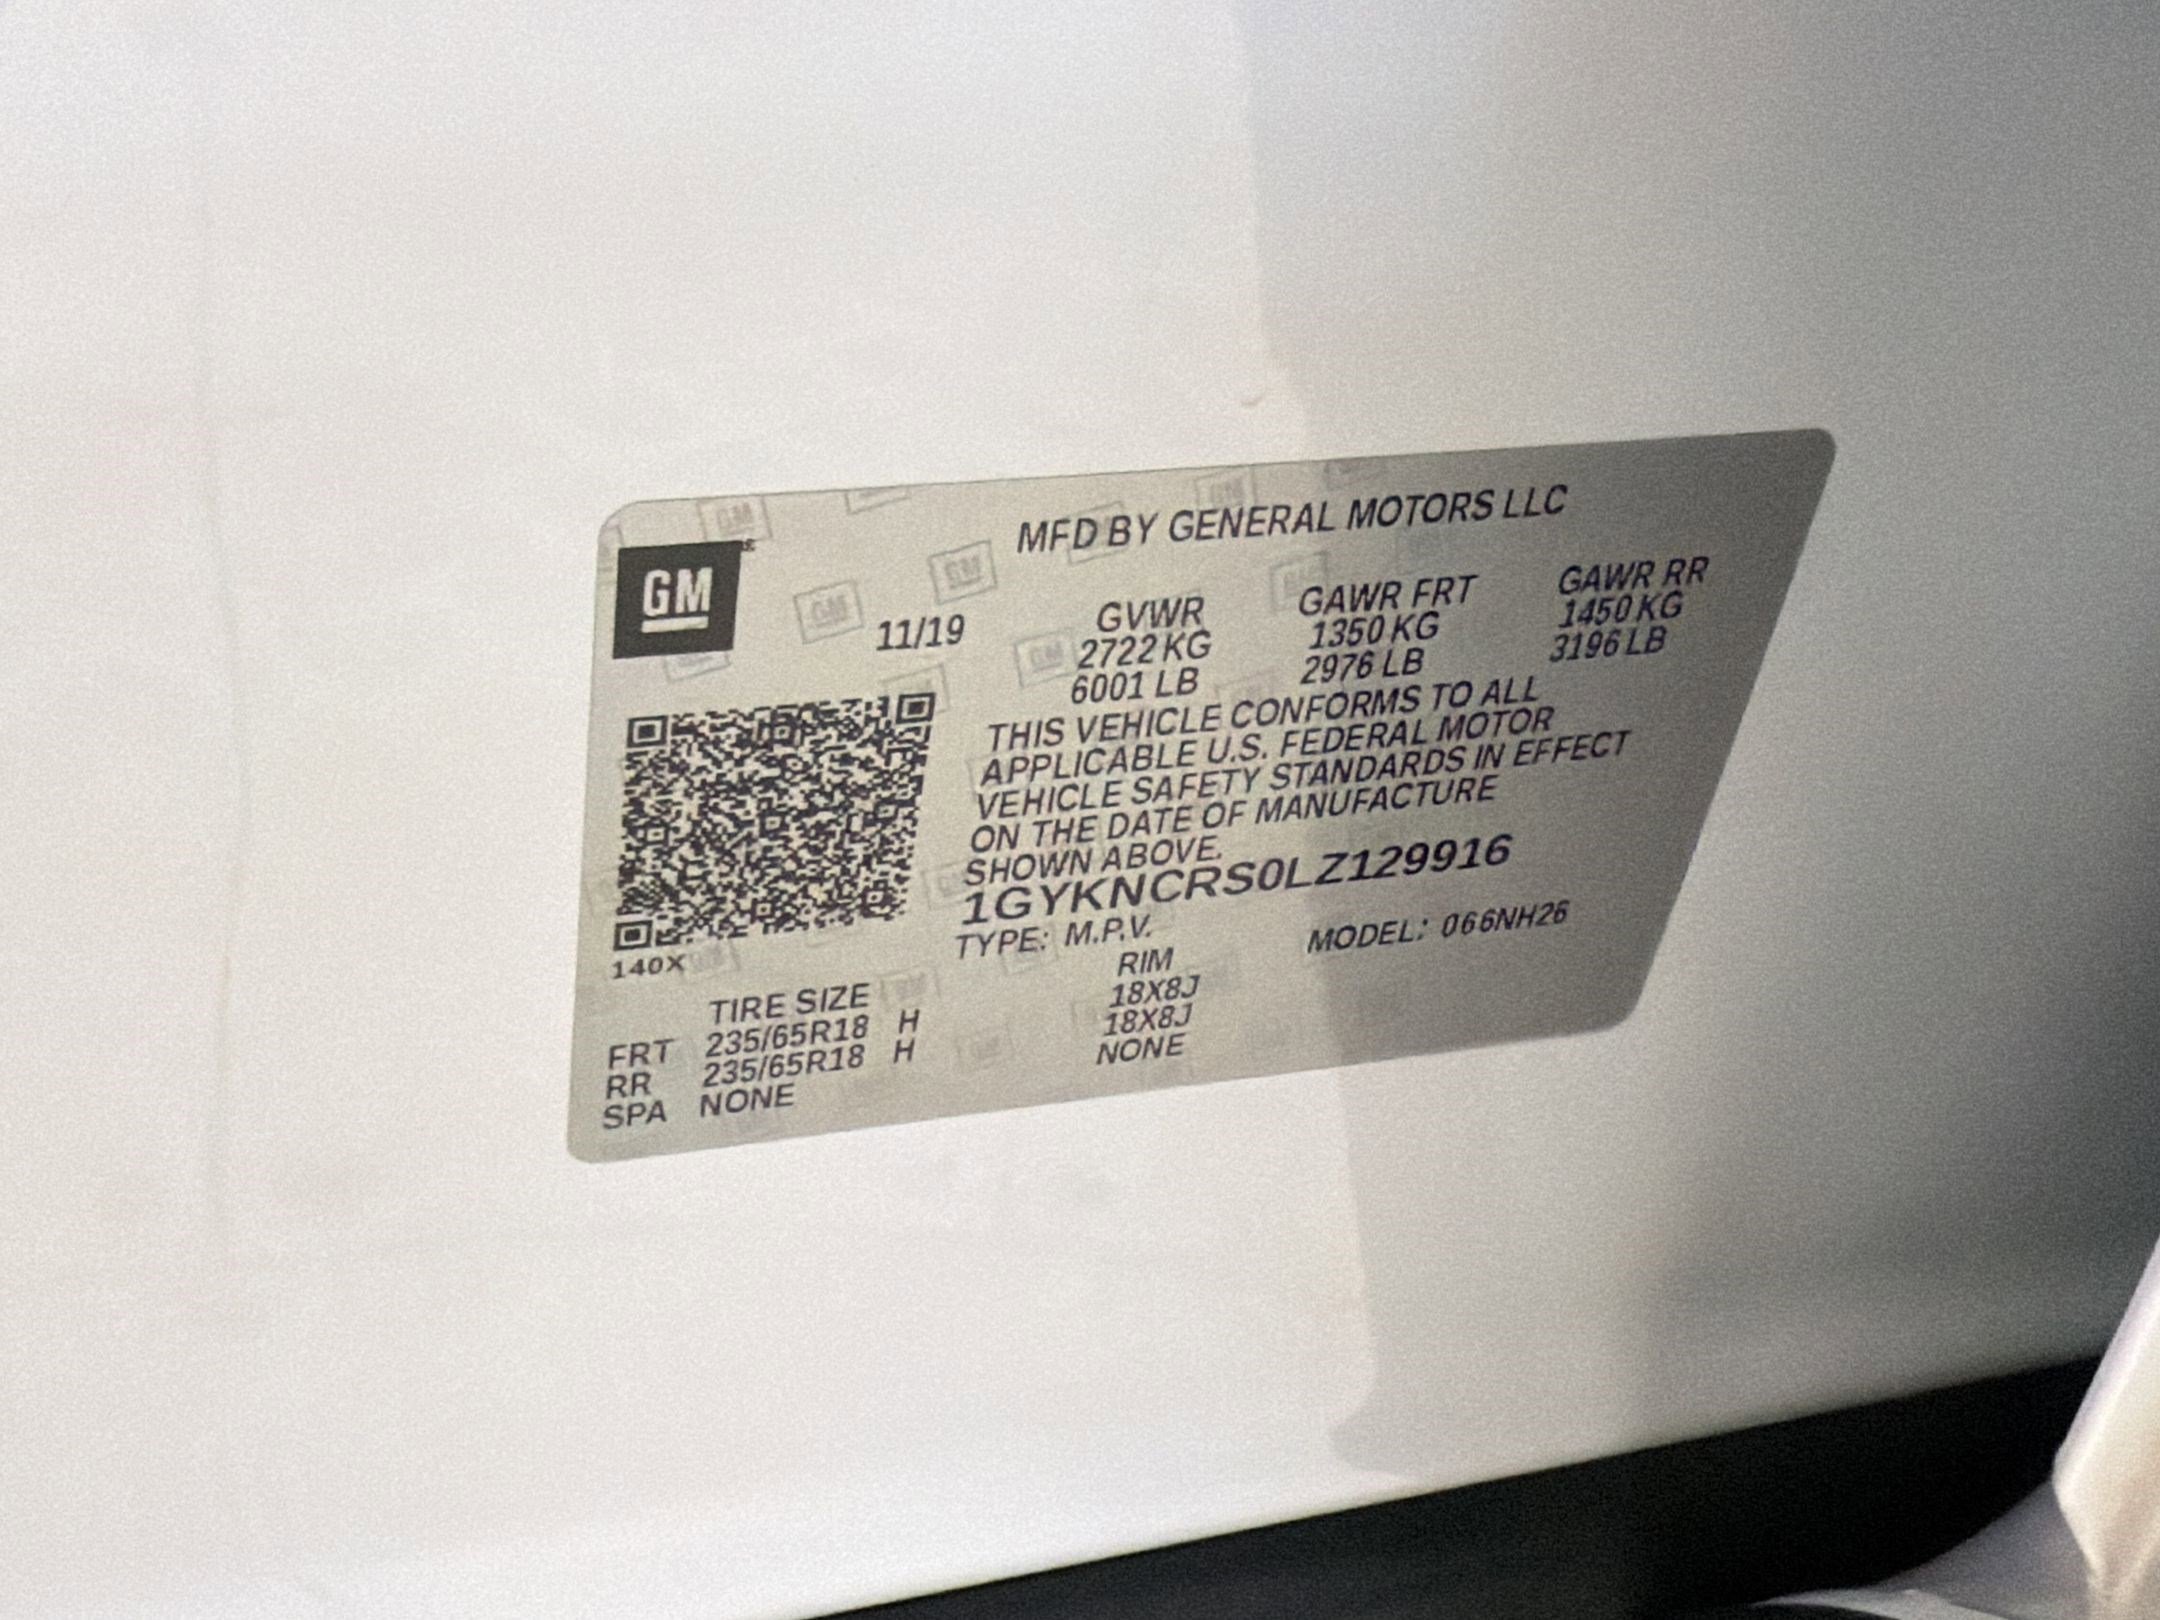 GM
MFD BY GENERAL MOTORS LLC
11/19
GVWR GAWR FRT GAWR RR
2722 KG 1350 KG 1450 KG
6001 LB 2976 LB 3196 LB
THIS VEHICLE CONFORMS TO ALL
APPLICABLE U.S. FEDERAL MOTOR
VEHICLE SAFETY STANDARDS IN EFFECT
ON THE DATE OF MANUFACTURE
SHOWN ABOVE.
1GYKNCRS0LZ129916
TYPE: M.P.V. MODEL: 066NH26
140X
TIRE SIZE RIM
FRT 235/65R18 H 18X8J
RR 235/65R18 H 18X8J
SPA NONE NONE